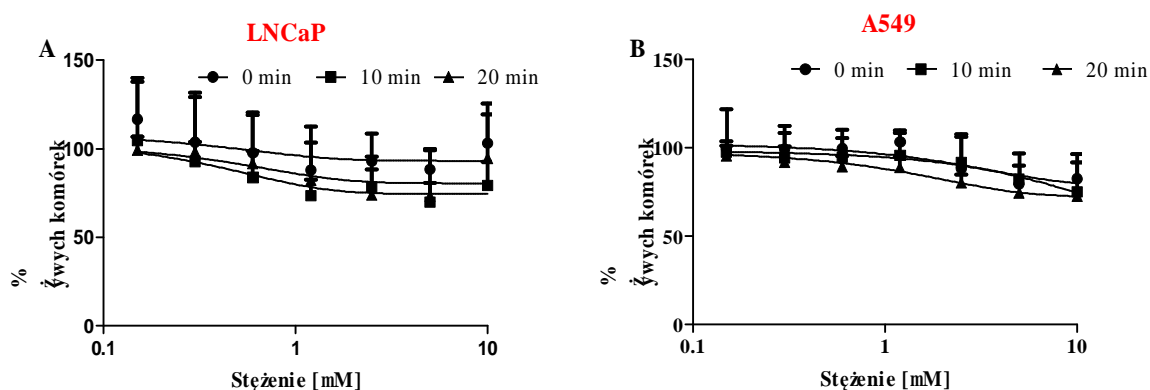 LNCaP
A
150
0 min
10 min
20 min
100
50
0
% żywych komórek
0.1
1
10
Stężenie [mM]
A549
B
150
0 min
10 min
20 min
100
50
0
% żywych komórek
0.1
1
10
Stężenie [mM]